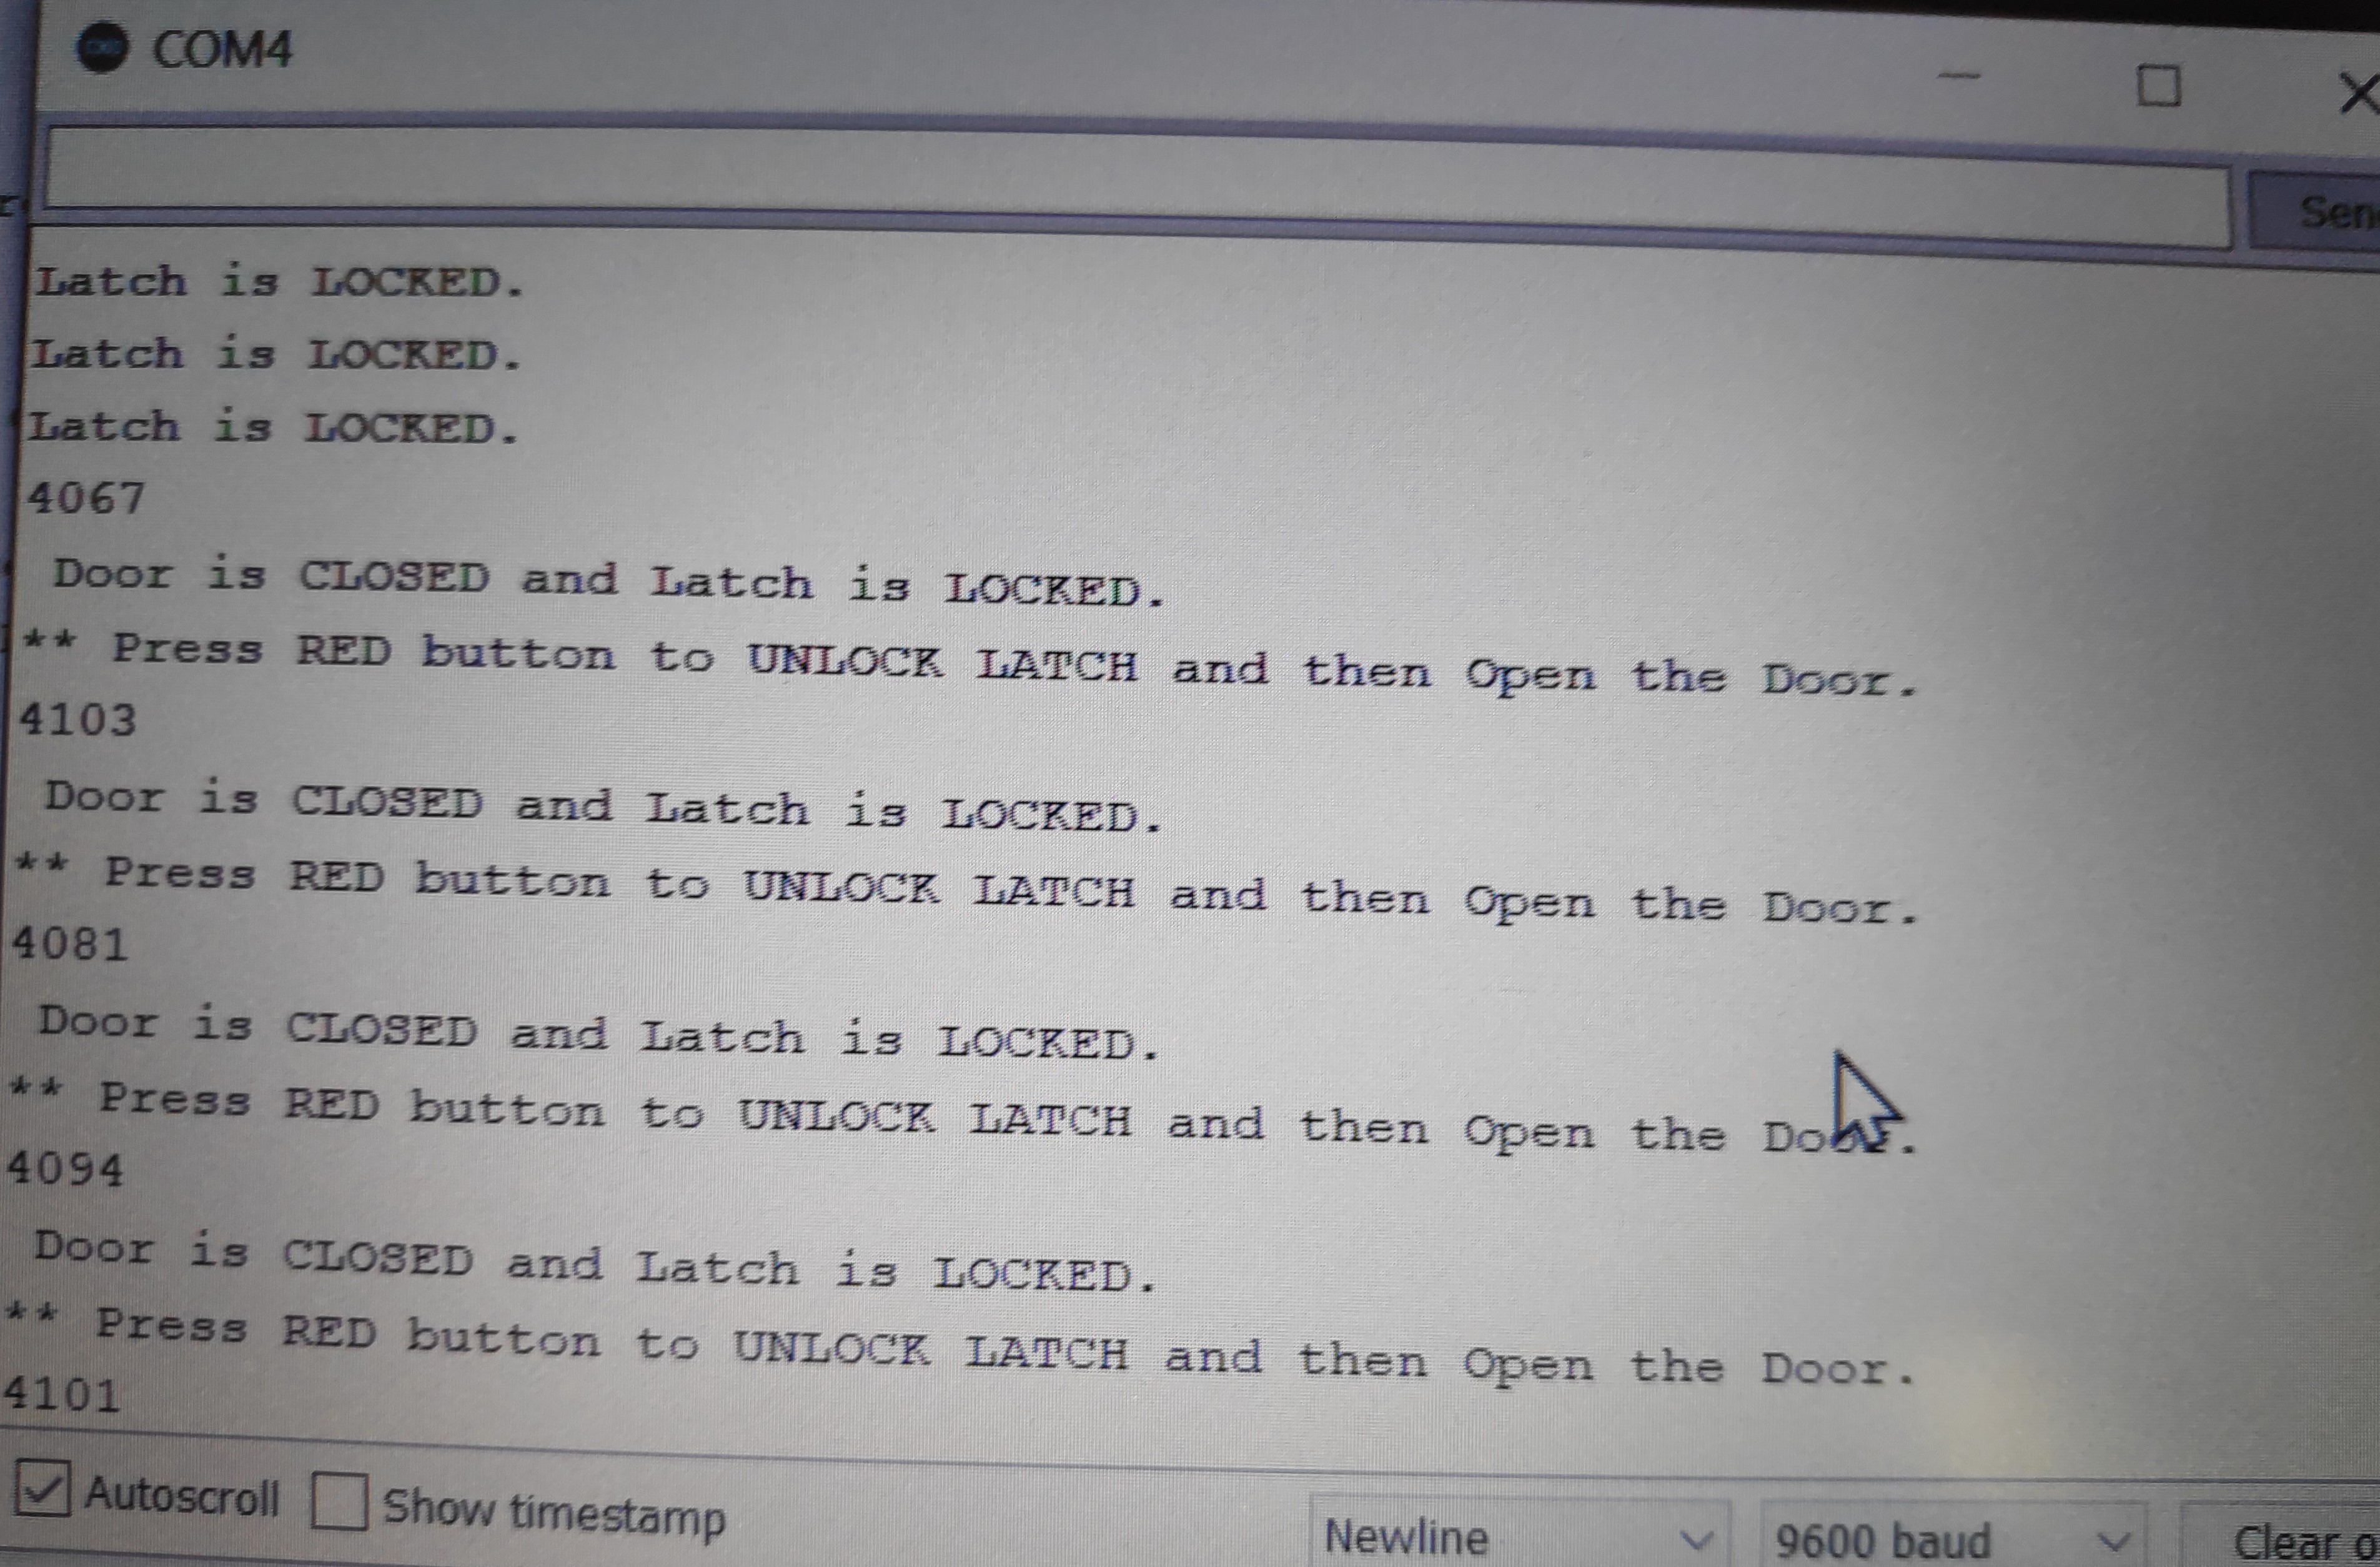 COM4
Latch is LOCKED.
Latch is LOCKED.
Latch is LOCKED.
4067
Door is CLOSED and Latch is LOCKED.
** Press RED button to UNLOCK LATCH and then Open the Door.
4103
Door is CLOSED and Latch is LOCKED.
** Press RED button to UNLOCK LATCH and then Open the Door.
4081
Door is CLOSED and Latch is LOCKED.
** Press RED button to UNLOCK LATCH and then Open the Door.
4094
Door is CLOSED and Latch is LOCKED.
** Press RED button to UNLOCK LATCH and then Open the Door.
4101
Autoscroll Show timestamp Newline 9600 baud Clear